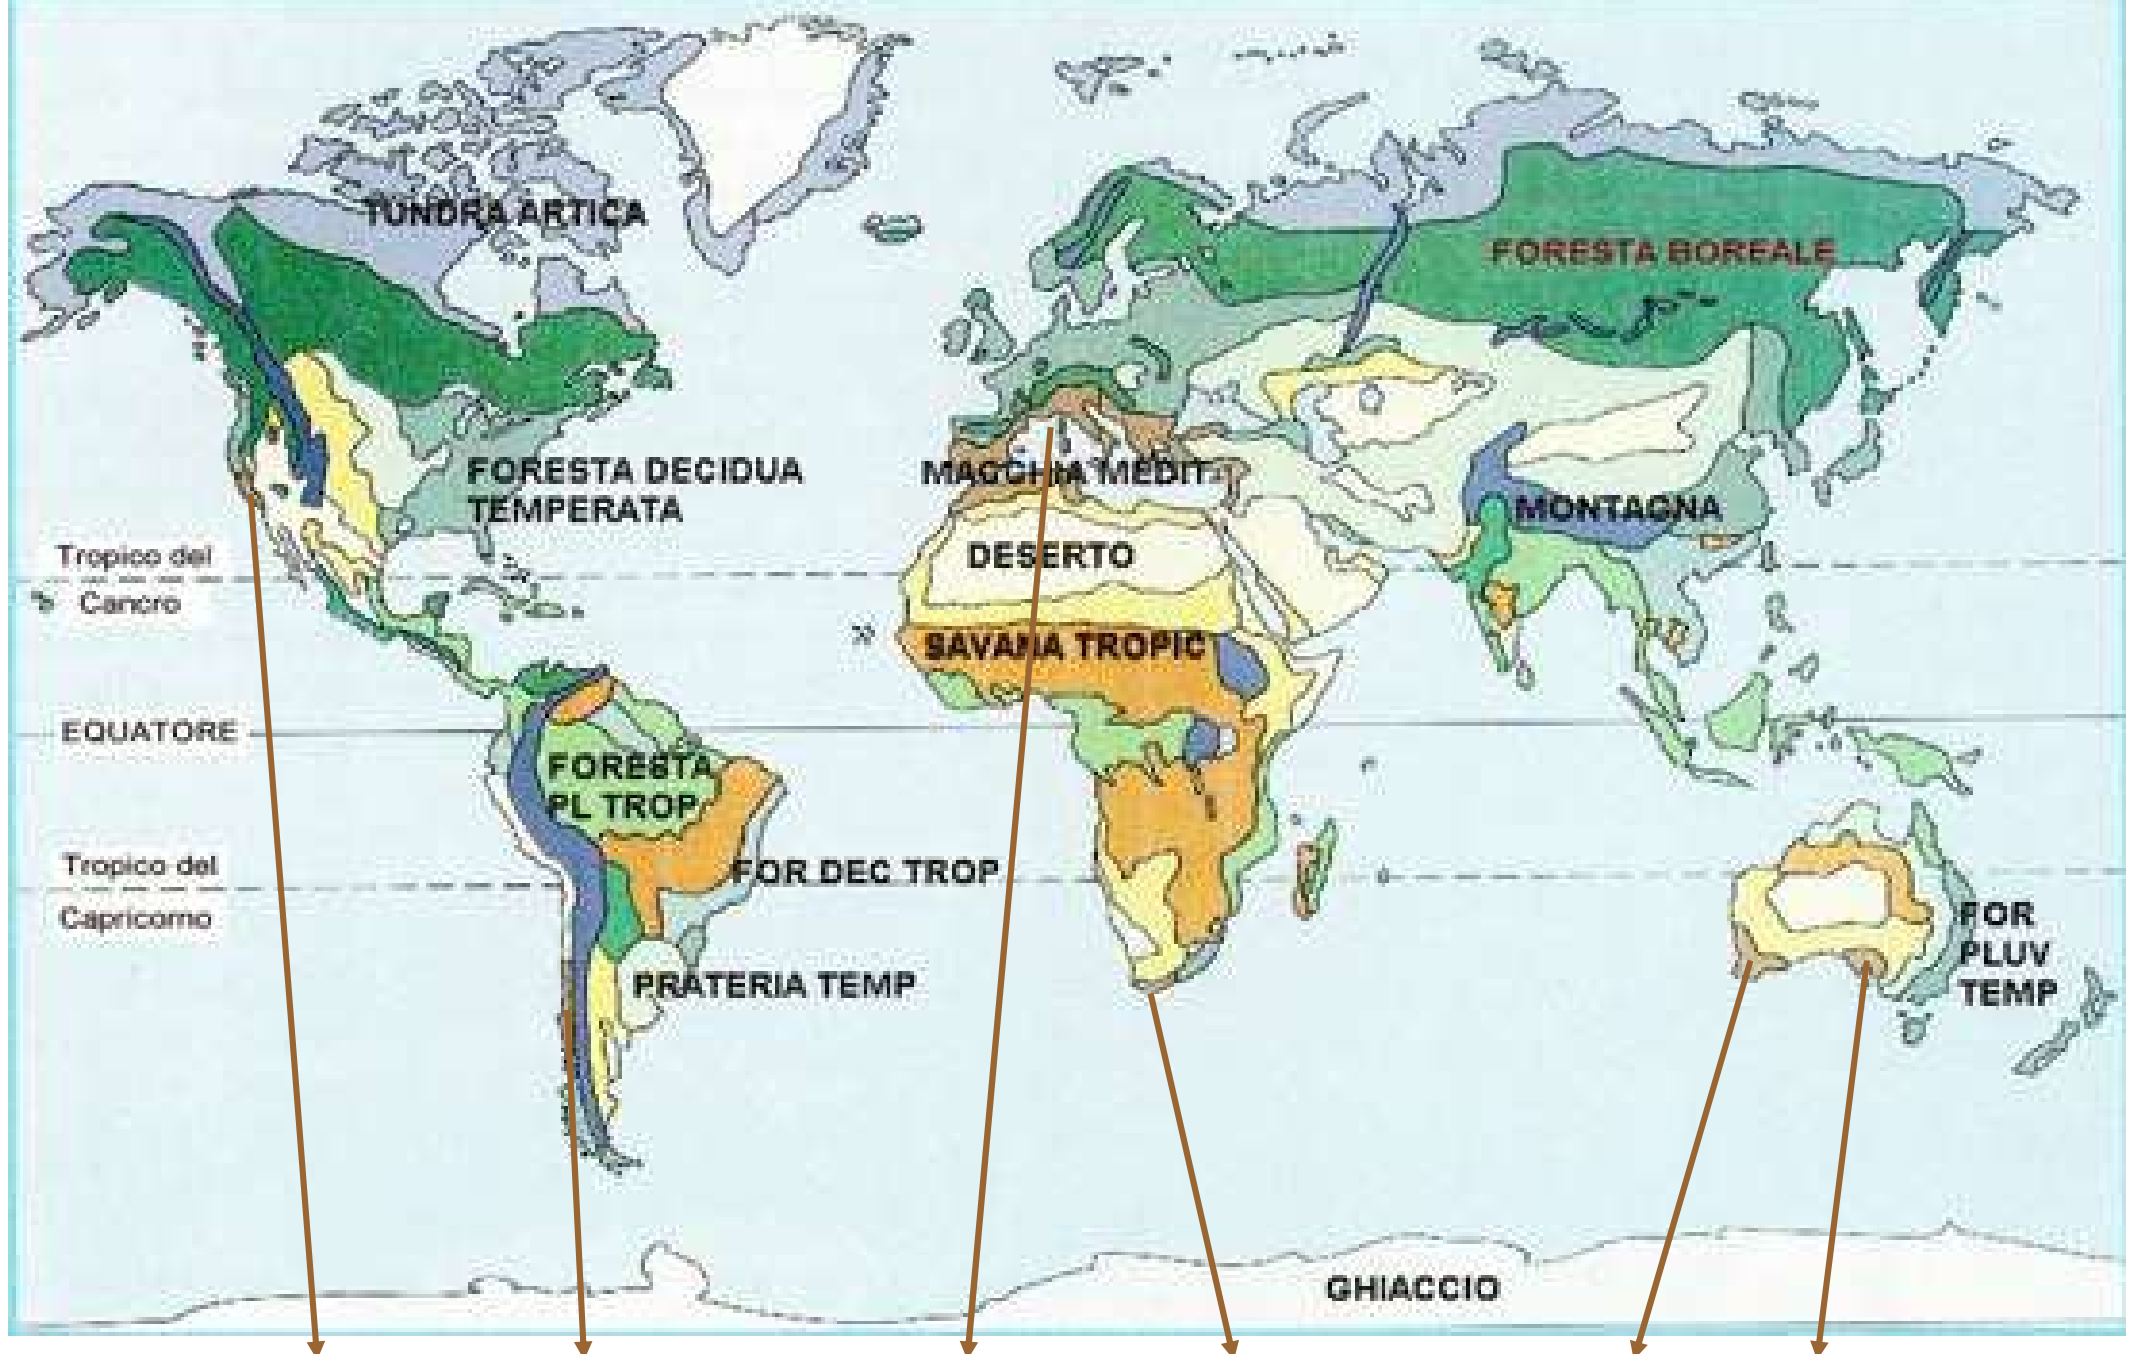 TUNDRA ARTICA
FORESTA BOREALE
FORESTA DECIDUA
TEMPERATA
MACCHIA MEDIT.
MONTAGNA
Tropico del
Cancro
DESERTO
SAVANA TROPIC
EQUATORE
FORESTA
PL TROP
Tropico del
Capricorno
FOR DEC TROP
FOR
PLUV
TEMP
PRATERIA TEMP
GHIACCIO